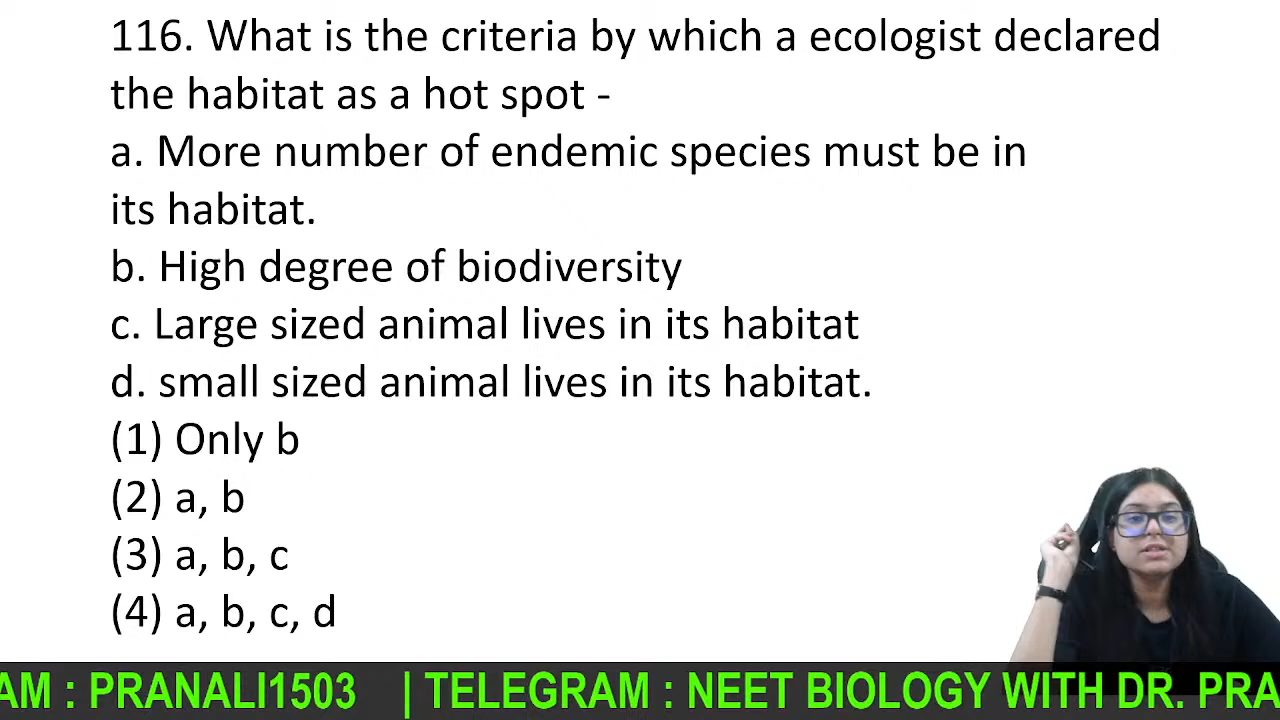 116. What is the criteria by which a ecologist declared
the habitat as a hot spot -
a. More number of endemic species must be in
its habitat.
b. High degree of biodiversity
c. Large sized animal lives in its habitat
d. small sized animal lives in its habitat.
(1) Only b
(2) a, b
(3) a, b, c
(4) a, b, c, d
AM : PRANALI1503 | TELEGRAM : NEET BIOLOGY WITH DR. PRA